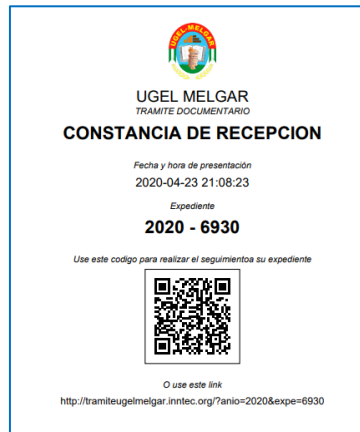 UGEL MELGAR
TRAMITE DOCUMENTARIO
CONSTANCIA DE RECEPCION
Fecha y hora de presentación
2020-04-23 21:08:23
Expediente
2020 - 6930
Use este codigo para realizar el seguimientoa su expediente
O use este link
http://tramiteugelmelgar.inntec.org/?anio=2020&expe=6930